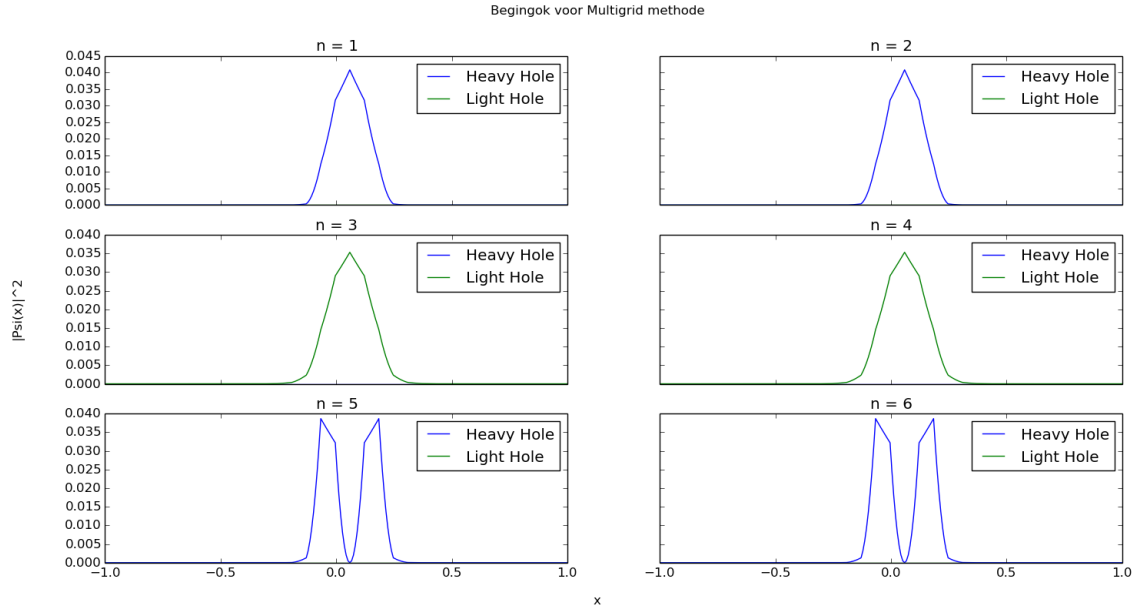 Begingok voor Multigrid methode
n = 1
0.045
0.040
0.035
0.030
0.025
0.020
0.015
0.010
0.005
0.000
Heavy Hole
Light Hole
n = 2
Heavy Hole
Light Hole
n = 3
0.040
0.035
0.030
0.025
0.020
0.015
0.010
0.005
0.000
Heavy Hole
Light Hole
n = 4
Heavy Hole
Light Hole
|Psi(x)|^2
n = 5
0.040
0.035
0.030
0.025
0.020
0.015
0.010
0.005
0.000
Heavy Hole
Light Hole
−1.0 −0.5 0.0 0.5 1.0
n = 6
Heavy Hole
Light Hole
−1.0 −0.5 0.0 0.5 1.0
x